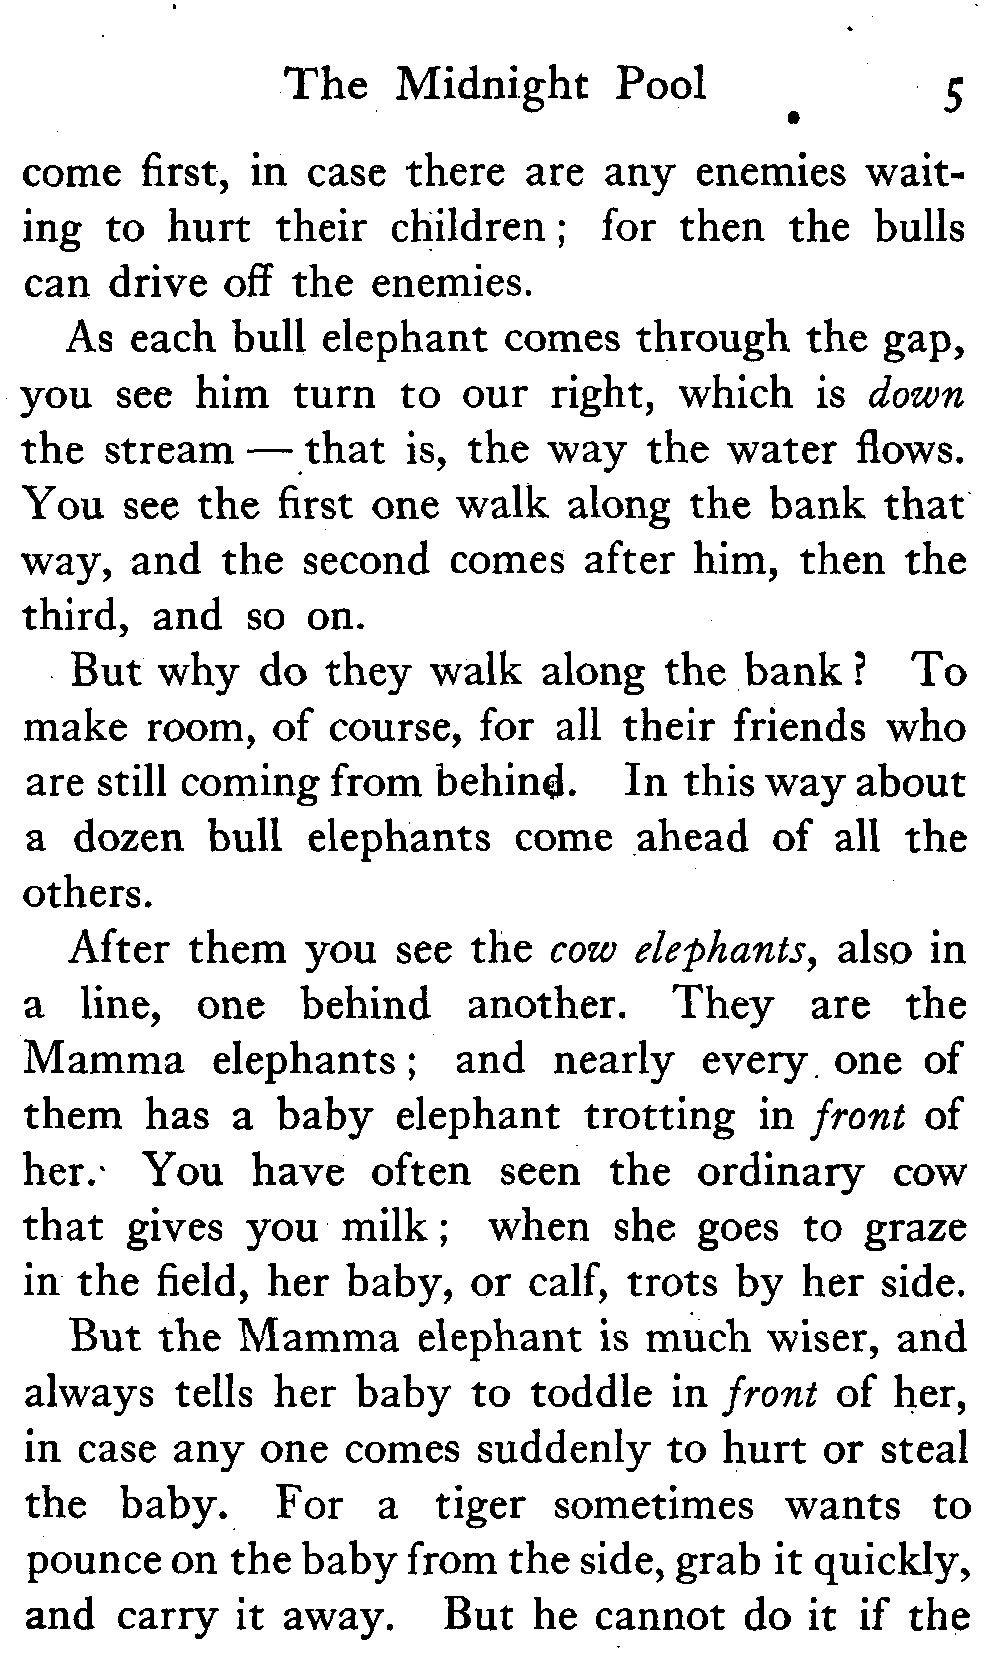 The Midnight Pool 5
come first, in case there are any enemies wait-
ing to hurt their children; for then the bulls
can drive off the enemies.
As each bull elephant comes through the gap,
you see him turn to our right, which is down
the stream — that is, the way the water flows.
You see the first one walk along the bank that
way, and the second comes after him, then the
third, and so on.
But why do they walk along the bank? To
make room, of course, for all their friends who
are still coming from behind. In this way about
a dozen bull elephants come ahead of all the
others.
After them you see the cow elephants, also in
a line, one behind another. They are the
Mamma elephants; and nearly every one of
them has a baby elephant trotting in front of
her. You have often seen the ordinary cow
that gives you milk; when she goes to graze
in the field, her baby, or calf, trots by her side.
But the Mamma elephant is much wiser, and
always tells her baby to toddle in front of her,
in case any one comes suddenly to hurt or steal
the baby. For a tiger sometimes wants to
pounce on the baby from the side, grab it quickly,
and carry it away. But he cannot do it if the